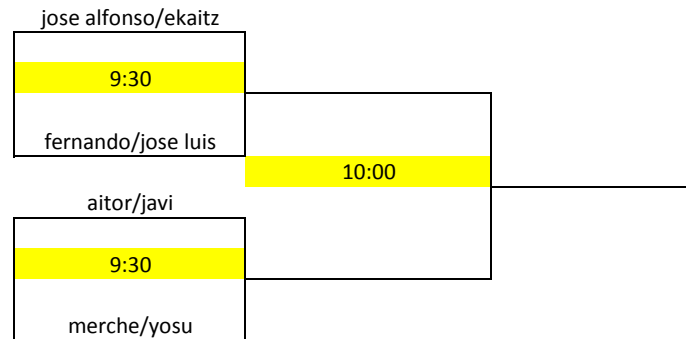 jose alfonso/ekaitz
9:30
fernando/jose luis
10:00
aitor/javi
9:30
merche/yosu